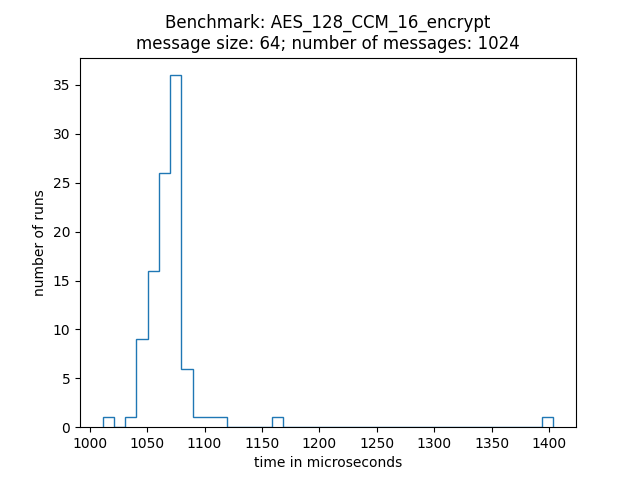 Benchmark: AES_128_CCM_16_encrypt
message size: 64; number of messages: 1024
35
30
25
20
15
10
5
0
number of runs
1000 1050 1100 1150 1200 1250 1300 1350 1400
time in microseconds